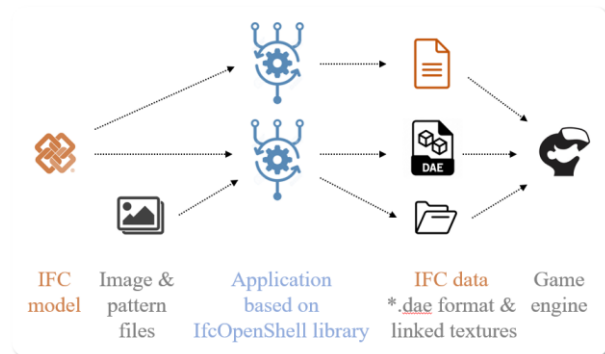 DAE
IFC model
Image & pattern files
Application based on IfcOpenShell library
IFC data
*.dae format & linked textures
Game engine